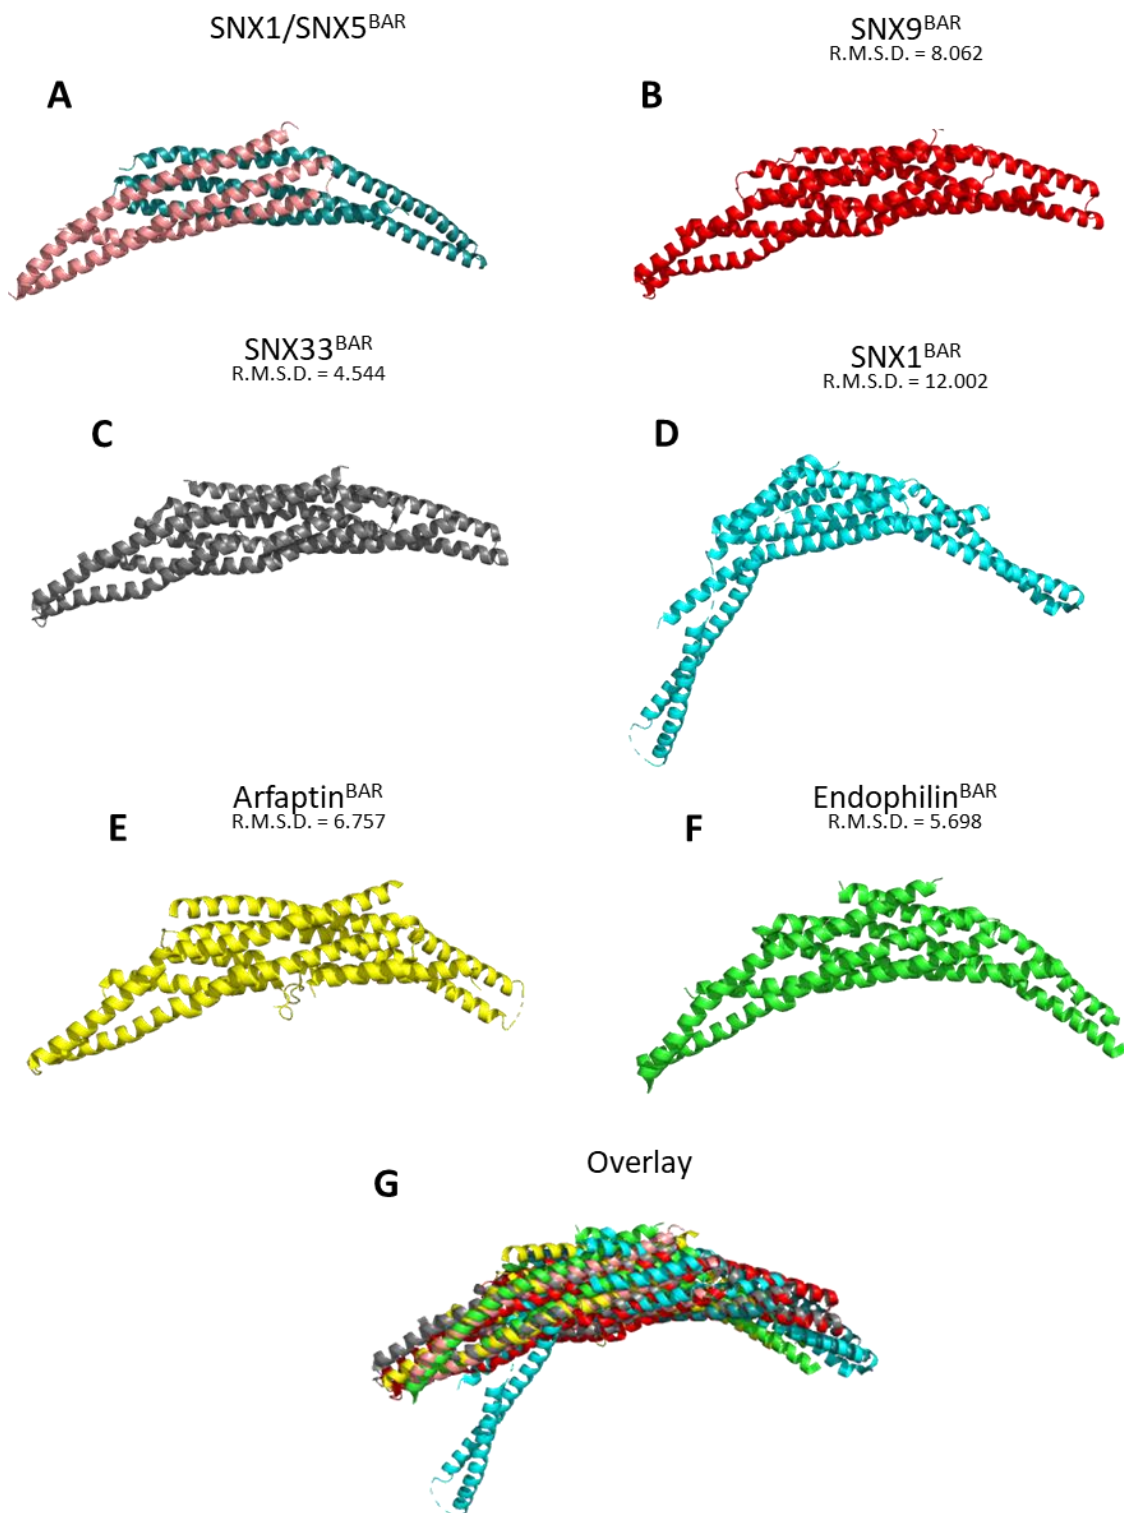 SNX1/SNX5BAR
SNX9BAR
R.M.S.D. = 8.062
A
B
SNX33BAR
R.M.S.D. = 4.544
SNX1BAR
R.M.S.D. = 12.002
C
D
ArfaptinBAR
R.M.S.D. = 6.757
EndophilinBAR
R.M.S.D. = 5.698
E
F
Overlay
G